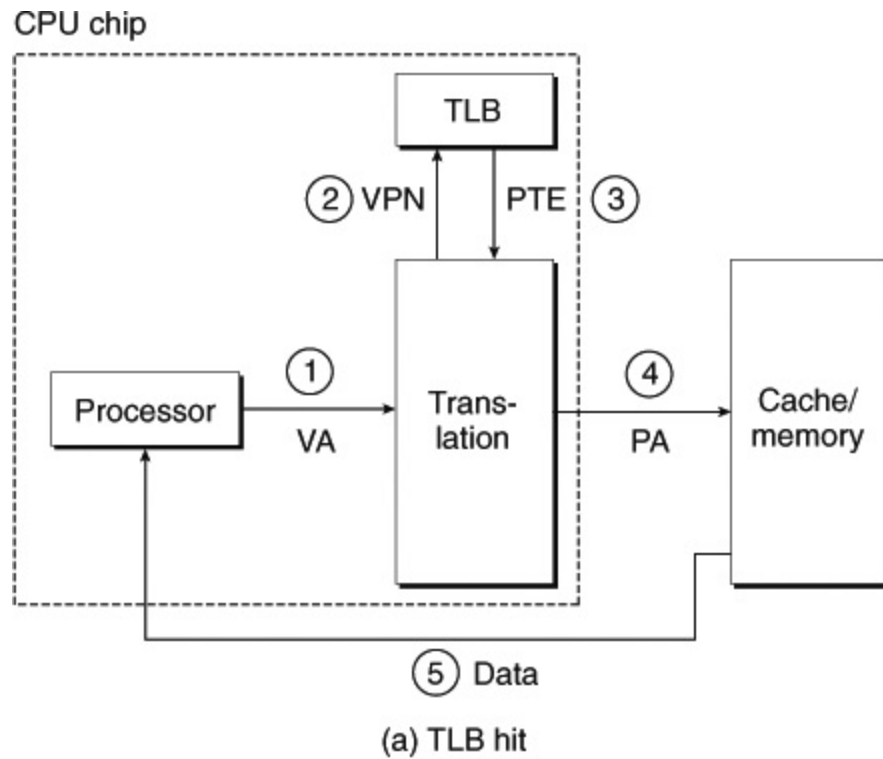 CPU chip
TLB
2 VPN
PTE 3
1
Processor
VA
Trans-
lation
4
PA
Cache/
memory
5 Data
(a) TLB hit